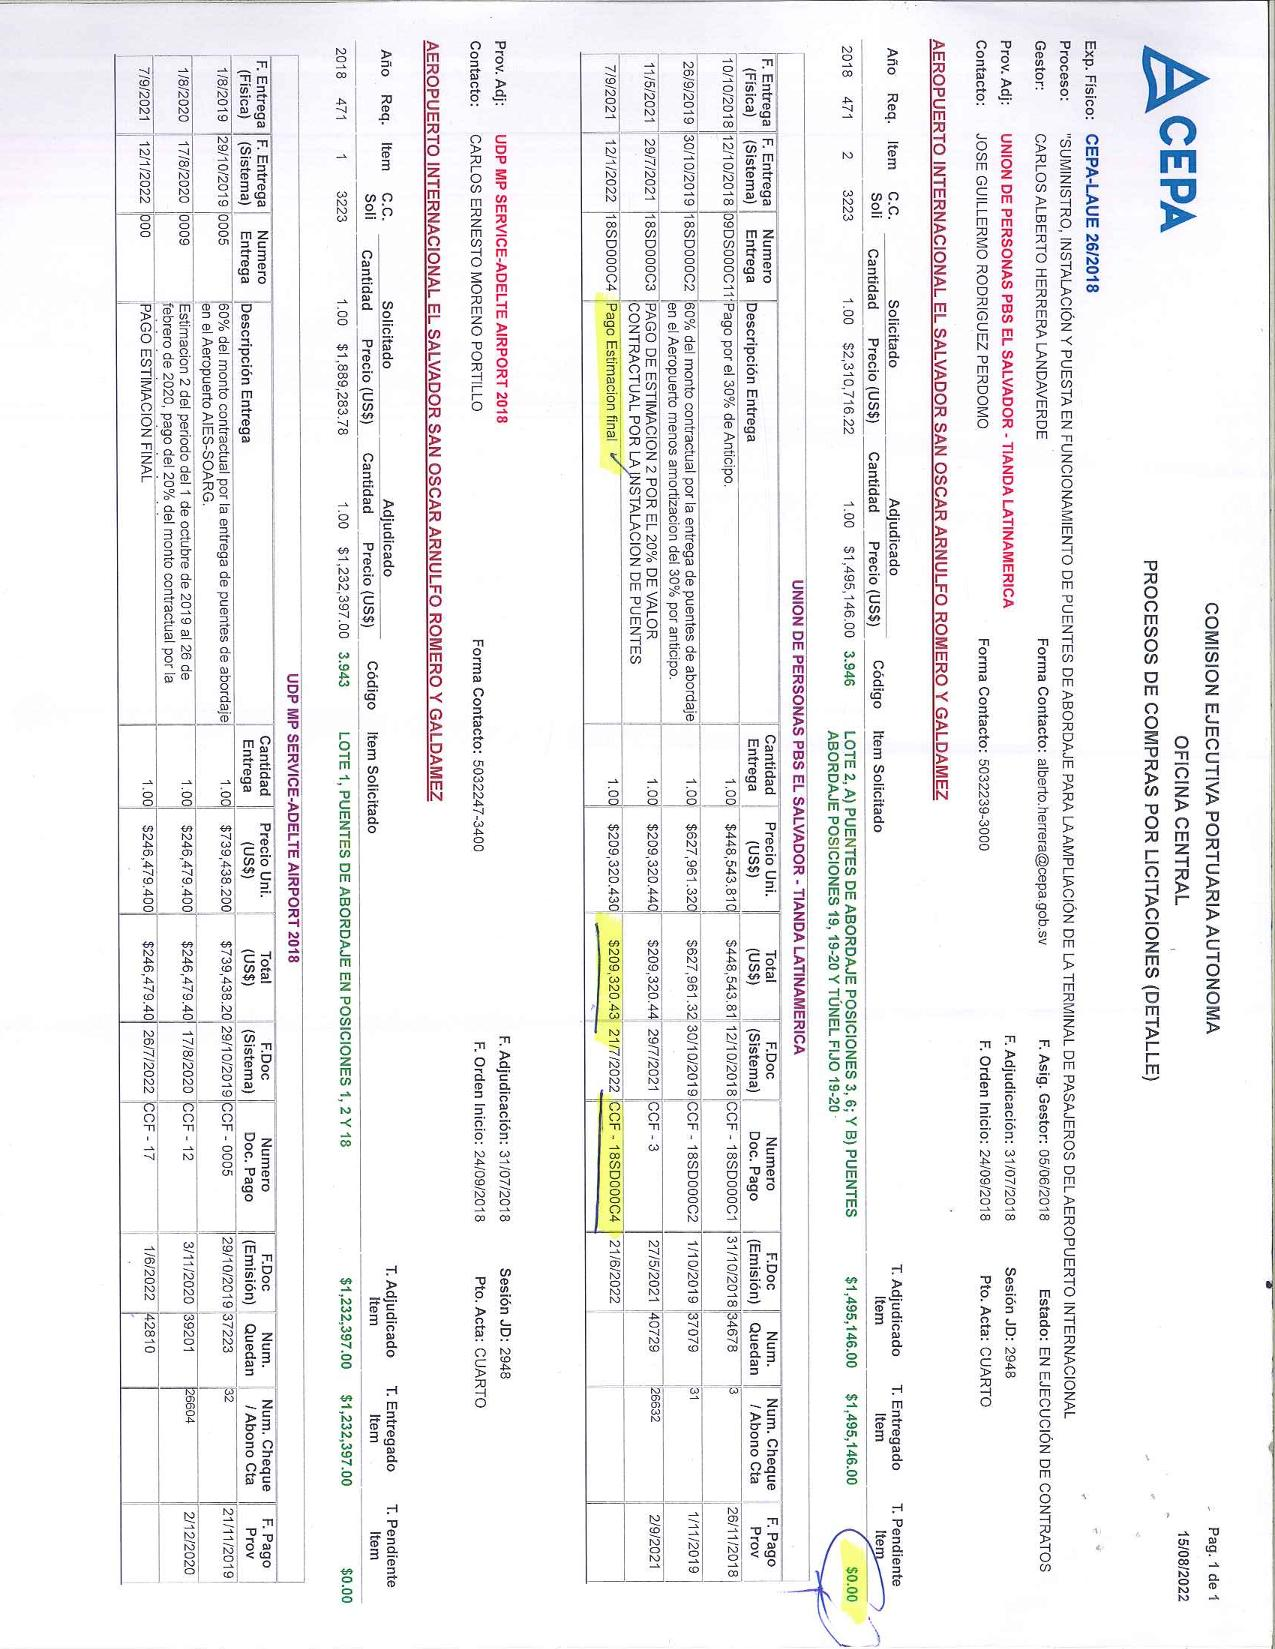 CEPA
COMISION EJECUTIVA PORTUARIA AUTONOMA
OFICINA CENTRAL
PROCESOS DE COMPRAS POR LICITACIONES (DETALLE)
Pag. 1 de 1
15/08/2022
Exp. Físico: CEPA-LAUE 26/2018
Proceso: "SUMINISTRO, INSTALACIÓN Y PUESTA EN FUNCIONAMIENTO DE PUENTES DE ABORDAJE PARA LA AMPLIACIÓN DE LA TERMINAL DE PASAJEROS DEL AEROPUERTO INTERNACIONAL
Gestor: CARLOS ALBERTO HERRERA LANDAVERDE Forma Contacto: alberto.herrera@cepa.gob.sv F. Asig. Gestor: 05/06/2018 Estado: EN EJECUCIÓN DE CONTRATOS
Prov. Adj: UNION DE PERSONAS PBS EL SALVADOR - TIANDA LATINAMERICA F. Adjudicación: 31/07/2018 Sesión JD: 2948
Contacto: JOSE GUILLERMO RODRIGUEZ PERDOMO Forma Contacto: 5032239-3000 F. Orden Inicio: 24/09/2018 Pto. Acta: CUARTO
AEROPUERTO INTERNACIONAL EL SALVADOR SAN OSCAR ARNULFO ROMERO Y GALDAMEZ
Solicitado Adjudicado T. Adjudicado T. Entregado T. Pendiente
Año Req. Item C.C. Soli Cantidad Precio (US$) Cantidad Precio (US$) Código Item Solicitado Item Item Item
2018 471 2 3223 1.00 $2,310,716.22 1.00 $1,495,146.00 3.946 LOTE 2, A) PUENTES DE ABORDAJE POSICIONES 3, 6; Y B) PUENTES $1,495,146.00 $1,495,146.00 $0.00
ABORDAJE POSICIONES 19, 19-20 Y TÚNEL FIJO 19-20
UNION DE PERSONAS PBS EL SALVADOR - TIANDA LATINAMERICA
F. Entrega F. Entrega Numero Descripción Entrega Cantidad Precio Uni. Total F.Doc Numero F.Doc Num. Num. Cheque F. Pago
(Física) (Sistema) Entrega Entrega (US$) (US$) (Sistema) Doc. Pago (Emisión) Quedan / Abono Cta Prov
10/10/2018 12/10/2018 09DS000C11 Pago por el 30% de Anticipo. 1.00 $448,543.810 $448,543.81 12/10/2018 CCF - 18SD000C1 31/10/2018 34678 3 26/11/2018
26/9/2019 30/10/2019 18SD000C2 60% del monto contractual por la entrega de puentes de abordaje 1.00 $627,961.320 $627,961.32 30/10/2019 CCF - 18SD000C2 1/10/2019 37079 31 1/11/2019
en el Aeropuerto menos amortizacion del 30% por anticipo.
11/5/2021 29/7/2021 18SD000C3 PAGO DE ESTIMACION 2 POR EL 20% DE VALOR 1.00 $209,320.440 $209,320.44 29/7/2021 CCF - 3 27/5/2021 40729 26632 2/9/2021
CONTRACTUAL POR LA INSTALACION DE PUENTES
7/9/2021 12/1/2022 18SD000C4 Pago Estimacion final 1.00 $209,320.430 $209,320.43 21/7/2022 CCF - 18SD000C4 21/6/2022
Prov. Adj: UDP MP SERVICE-ADELTE AIRPORT 2018 F. Adjudicación: 31/07/2018 Sesión JD: 2948
Contacto: CARLOS ERNESTO MORENO PORTILLO Forma Contacto: 5032247-3400 F. Orden Inicio: 24/09/2018 Pto. Acta: CUARTO
AEROPUERTO INTERNACIONAL EL SALVADOR SAN OSCAR ARNULFO ROMERO Y GALDAMEZ
Solicitado Adjudicado T. Adjudicado T. Entregado T. Pendiente
Año Req. Item C.C. Soli Cantidad Precio (US$) Cantidad Precio (US$) Código Item Solicitado Item Item Item
2018 471 1 3223 1.00 $1,889,283.78 1.00 $1,232,397.00 3.943 LOTE 1, PUENTES DE ABORDAJE EN POSICIONES 1, 2 Y 18 $1,232,397.00 $1,232,397.00 $0.00
UDP MP SERVICE-ADELTE AIRPORT 2018
F. Entrega F. Entrega Numero Descripción Entrega Cantidad Precio Uni. Total F.Doc Numero F.Doc Num. Num. Cheque F. Pago
(Física) (Sistema) Entrega Entrega (US$) (US$) (Sistema) Doc. Pago (Emisión) Quedan / Abono Cta Prov
1/8/2019 29/10/2019 0005 60% del monto contractual por la entrega de puentes de abordaje 1.00 $739,438.200 $739,438.20 29/10/2019 CCF - 0005 29/10/2019 37223 32 21/11/2019
en el Aeropuerto AIES-SOARG.
1/8/2020 17/8/2020 0009 Estimacion 2 del periodo del 1 de octubre de 2019 al 26 de 1.00 $246,479.400 $246,479.40 17/8/2020 CCF - 12 3/11/2020 39201 26604 2/12/2020
febrero de 2020, pago del 20% del monto contractual por la
7/9/2021 12/1/2022 000 PAGO ESTIMACION FINAL 1.00 $246,479.400 $246,479.40 26/7/2022 CCF - 17 1/6/2022 42810